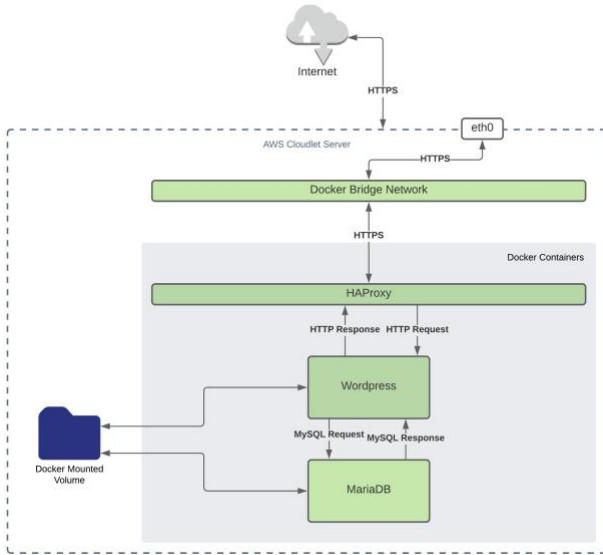 Internet
HTTPS
eth0
AWS Cloudlet Server
HTTPS
Docker Bridge Network
HTTPS
Docker Containers
HAProxy
HTTP Response
HTTP Request
Wordpress
MySQL Request
MySQL Response
Docker Mounted
Volume
MariaDB